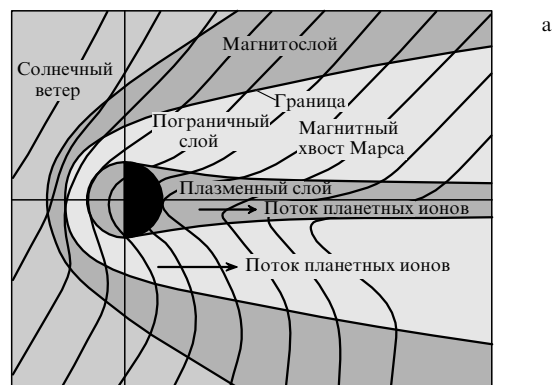 а
Магнитослой
Солнечный
ветер
Граница
Пограничный
слой
Магнитный
хвост Марса
Плазменный слой
Поток планетных ионов
Поток планетных ионов